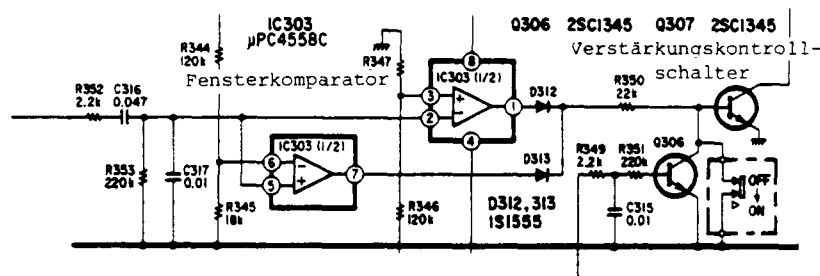 IC303 Q306 2SC1345 Q307 2SC1345
µPC4558C
R344
120k
R347
Fensterkomparator
Verstärkungskontroll-
schalter
8
IC303 (1/2)
R352
2.2k
C316
0.047
3
+
2
−
1
D312
R350
22k
4
IC303 (1/2)
6
−
5
+
7
D313
R349
2.2k
R351
220k
Q306
R353
220k
C317
0.01
R345
18k
R346
120k
D312,313
1S1555
C315
0.01
OFF
ON